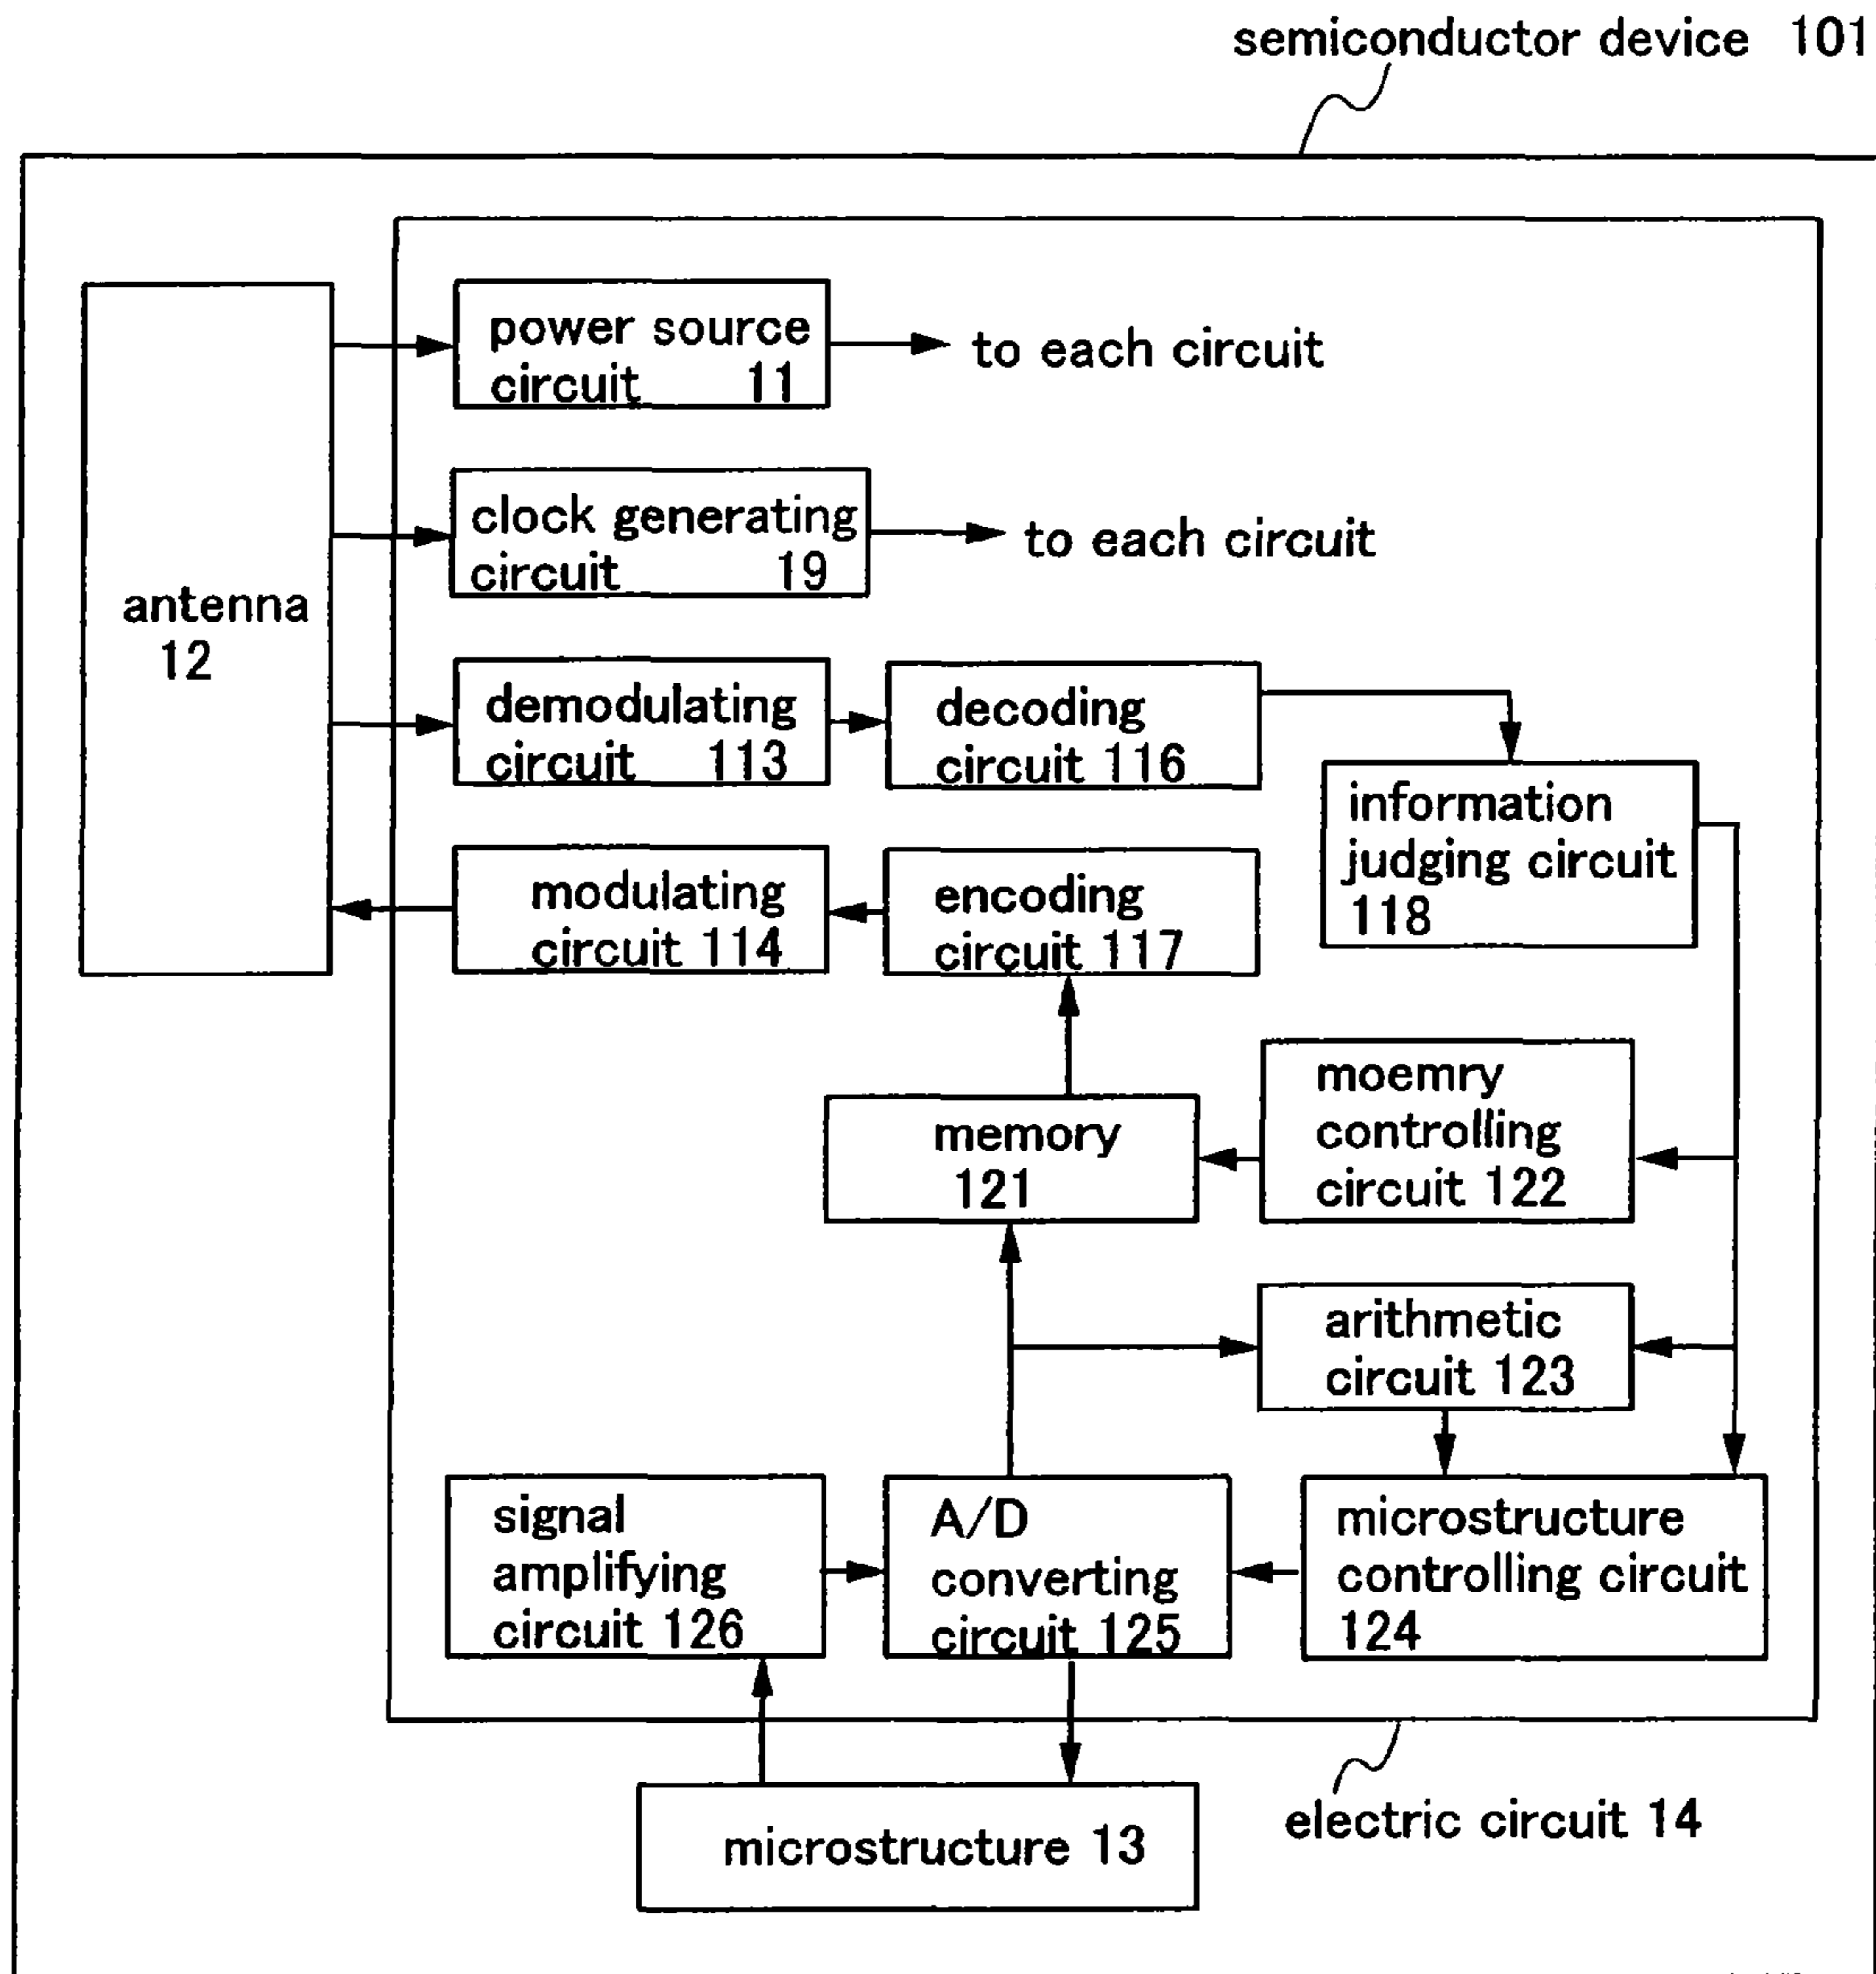 semiconductor device 101
power source
circuit 11
to each circuit
clock generating
circuit 19
to each circuit
antenna
12
demodulating
circuit 113
decoding
circuit 116
information
judging circuit
118
modulating
circuit 114
encoding
circuit 117
moemry
controlling
circuit 122
memory
121
arithmetic
circuit 123
signal
amplifying
circuit 126
A/D
converting
circuit 125
microstructure
controlling circuit
124
electric circuit 14
microstructure 13